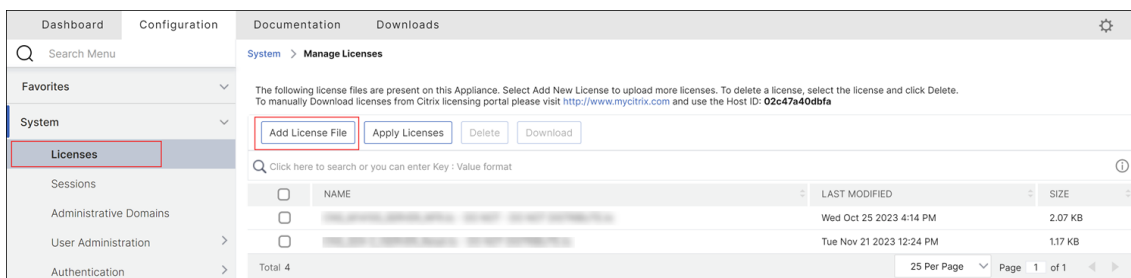 Dashboard Configuration Documentation Downloads
Search Menu
System > Manage Licenses
Favorites
The following license files are present on this Appliance. Select Add New License to upload more licenses. To delete a license, select the license and click Delete.
To manually Download licenses from Citrix licensing portal please visit http://www.mycitrix.com and use the Host ID: 02c47a40dbfa
System
Add License File Apply Licenses Delete Download
Licenses
Click here to search or you can enter Key : Value format
Sessions
NAME LAST MODIFIED SIZE
Administrative Domains
Wed Oct 25 2023 4:14 PM 2.07 KB
User Administration
Tue Nov 21 2023 12:24 PM 1.17 KB
Authentication
Total 4 25 Per Page Page 1 of 1